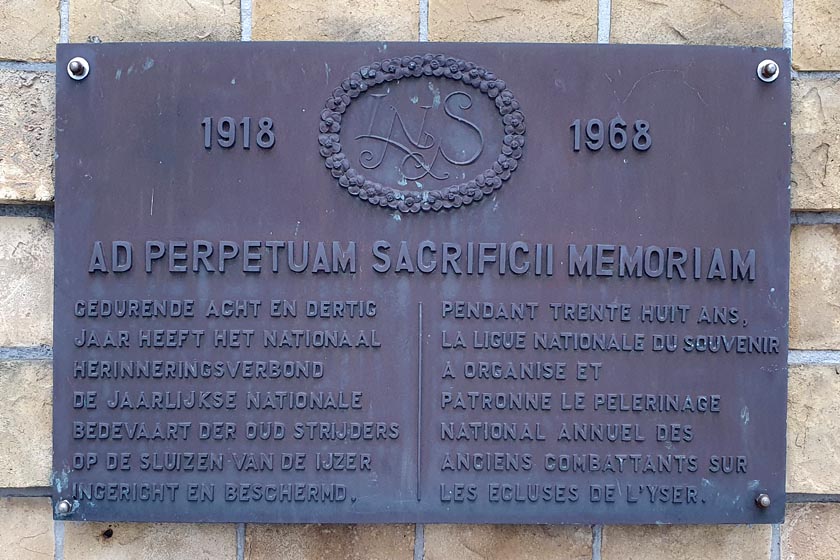 1918 LNS 1968
AD PERPETUAM SACRIFICII MEMORIAM
GEDURENDE ACHT EN DERTIG
JAAR HEEFT HET NATIONAAL
HERINNERINGSVERBOND
DE JAARLIJKSE NATIONALE
BEDEVAART DER OUD STRIJDERS
OP DE SLUIZEN VAN DE IJZER
INGERICHT EN BESCHERMD.
PENDANT TRENTE HUIT ANS,
LA LIGUE NATIONALE DU SOUVENIR
A ORGANISE ET
PATRONNE LE PELERINAGE
NATIONAL ANNUEL DES
ANCIENS COMBATTANTS SUR
LES ECLUSES DE L'YSER.